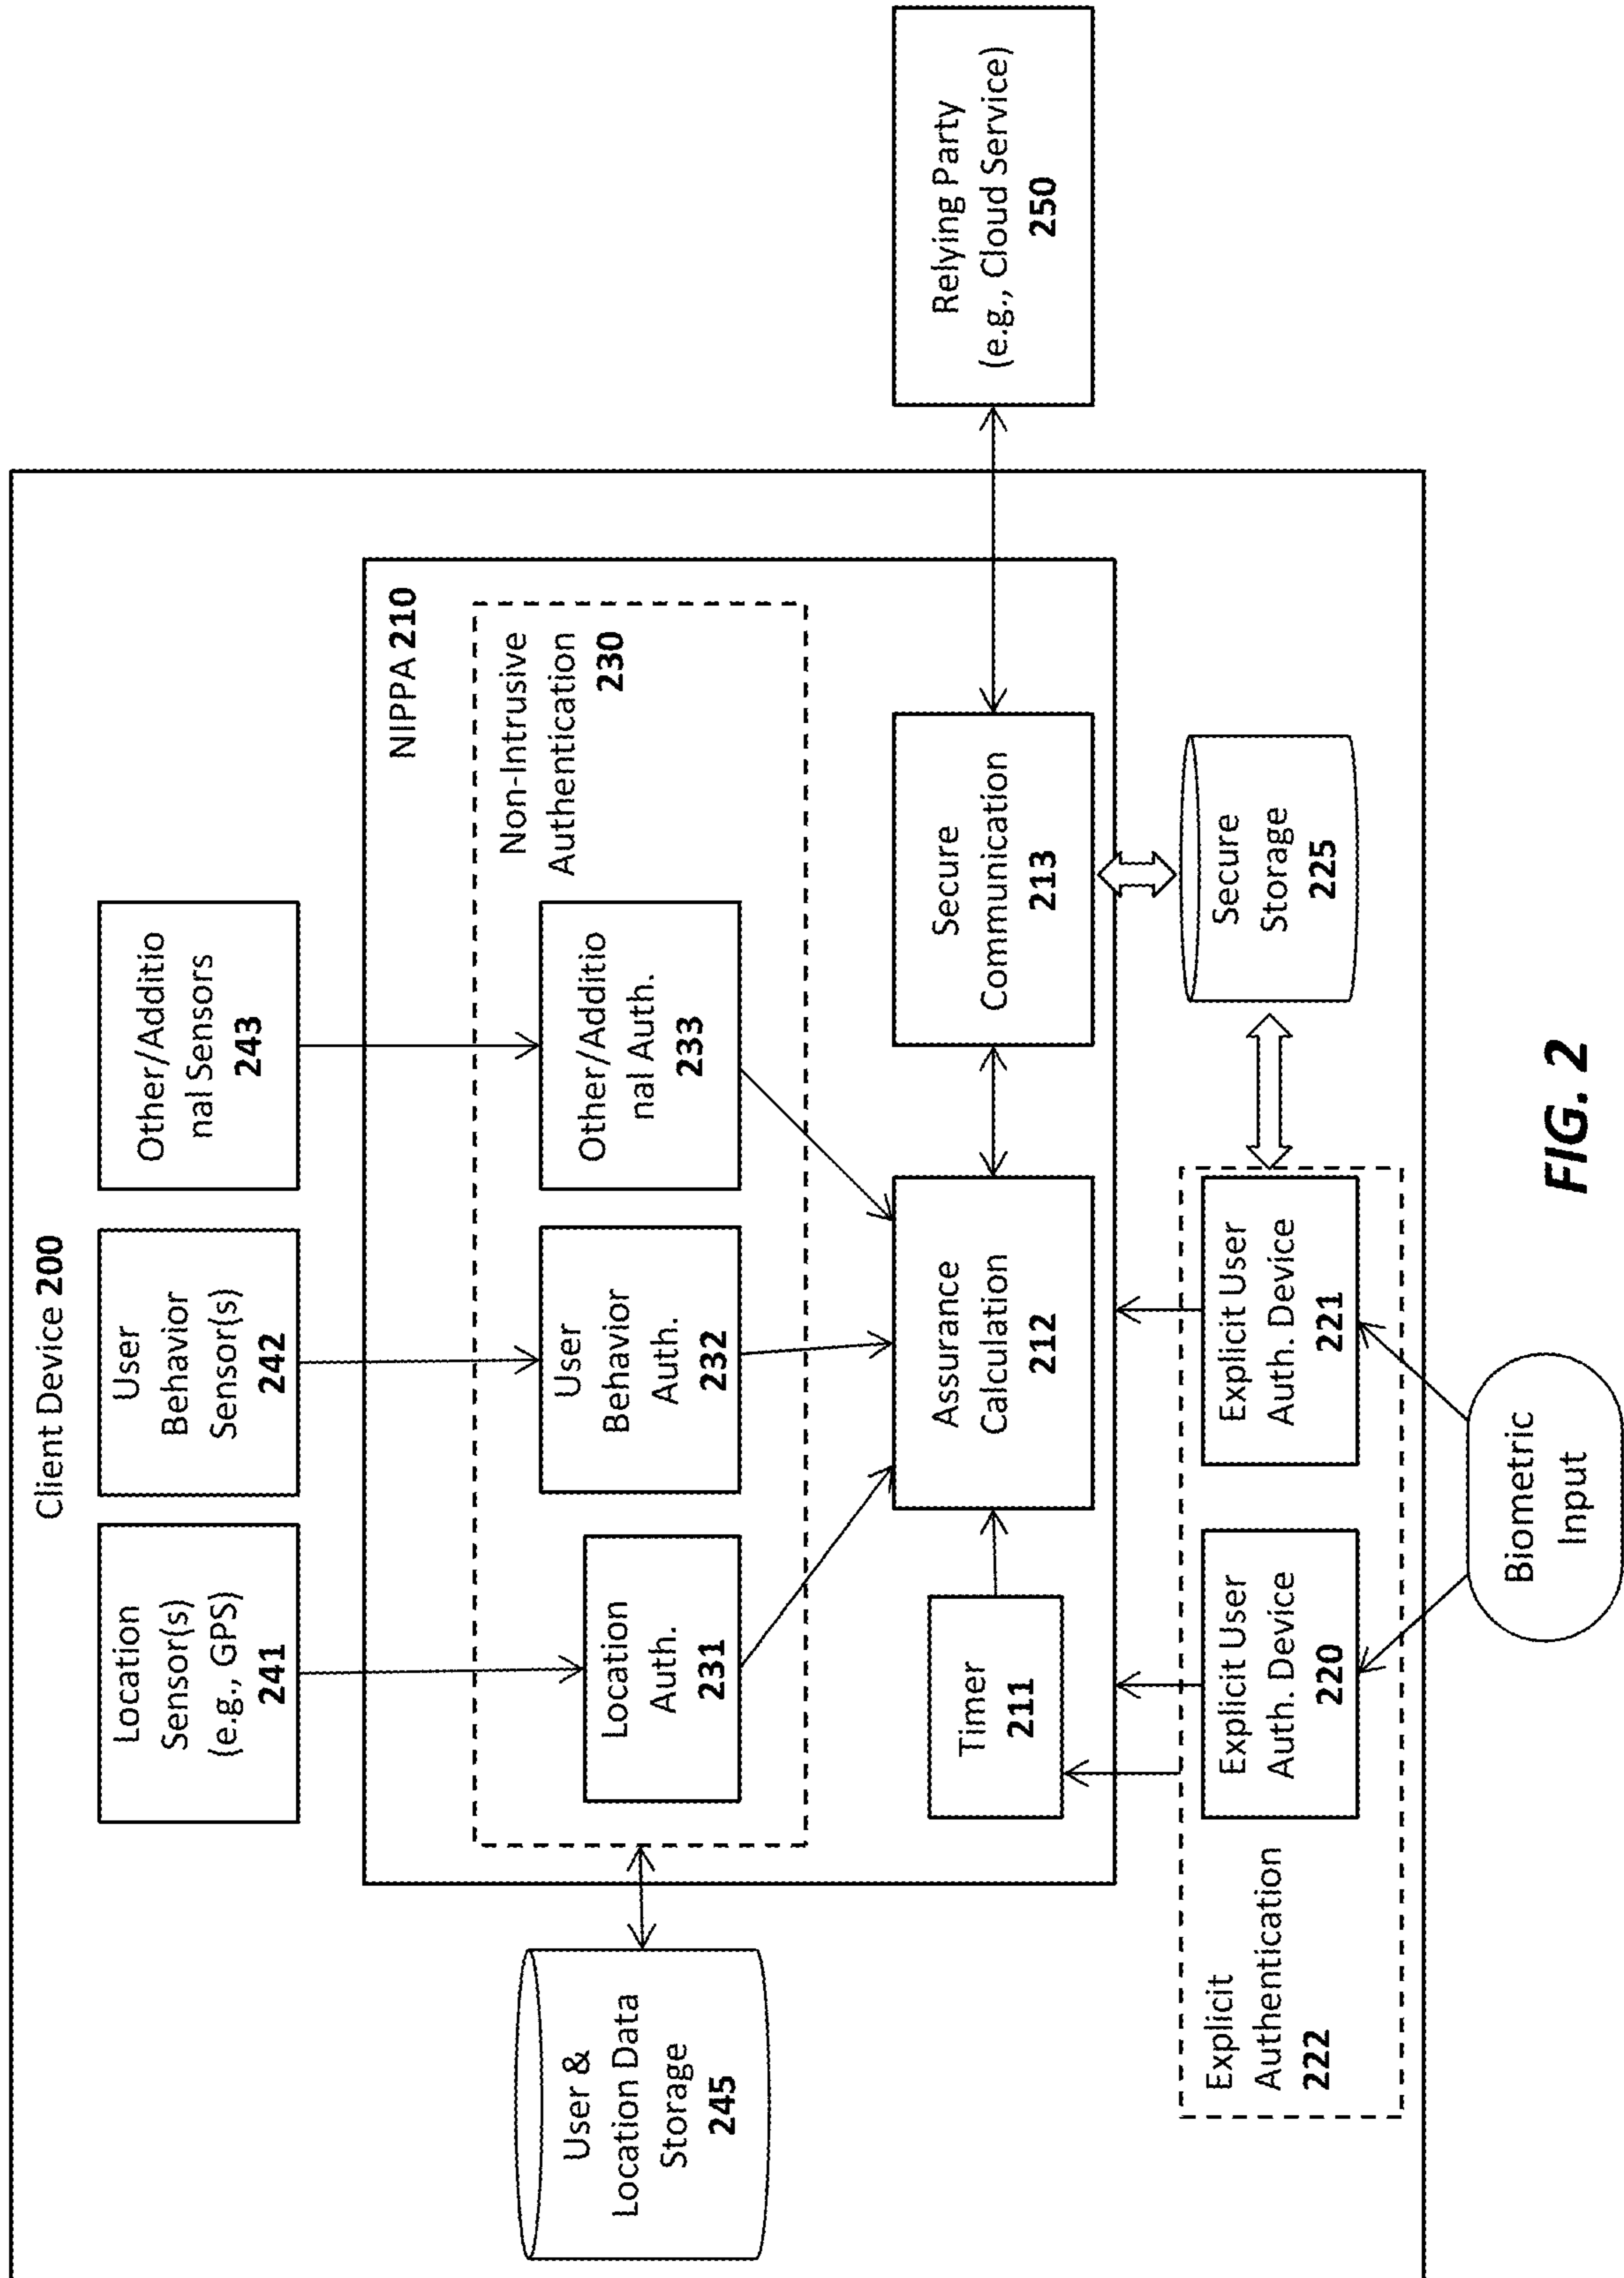 Client Device 200
Location
Sensor(s)
(e.g., GPS)
241
User
Behavior
Sensor(s)
242
Other/Additio
nal Sensors
243
NIPPA 210
Non-Intrusive
Authentication
230
User &
Location Data
Storage
245
Location
Auth.
231
User
Behavior
Auth.
232
Other/Additio
nal Auth.
233
Timer
211
Assurance
Calculation
212
Secure
Communication
213
Relying Party
(e.g., Cloud Service)
250
Explicit
Authentication
222
Explicit User
Auth. Device
220
Explicit User
Auth. Device
221
Secure
Storage
225
Biometric
Input
FIG. 2